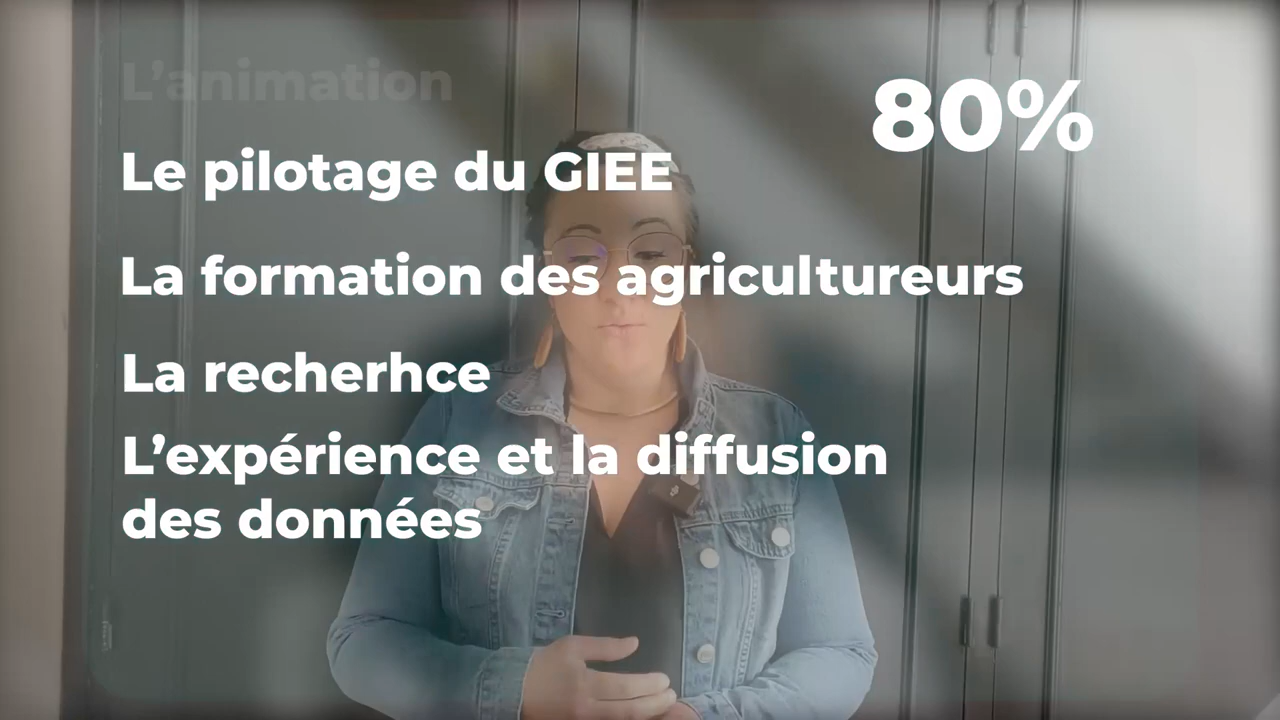 L'animation
80%
Le pilotage du GIEE
La formation des agricultureurs
La recherhce
L'expérience et la diffusion
des données